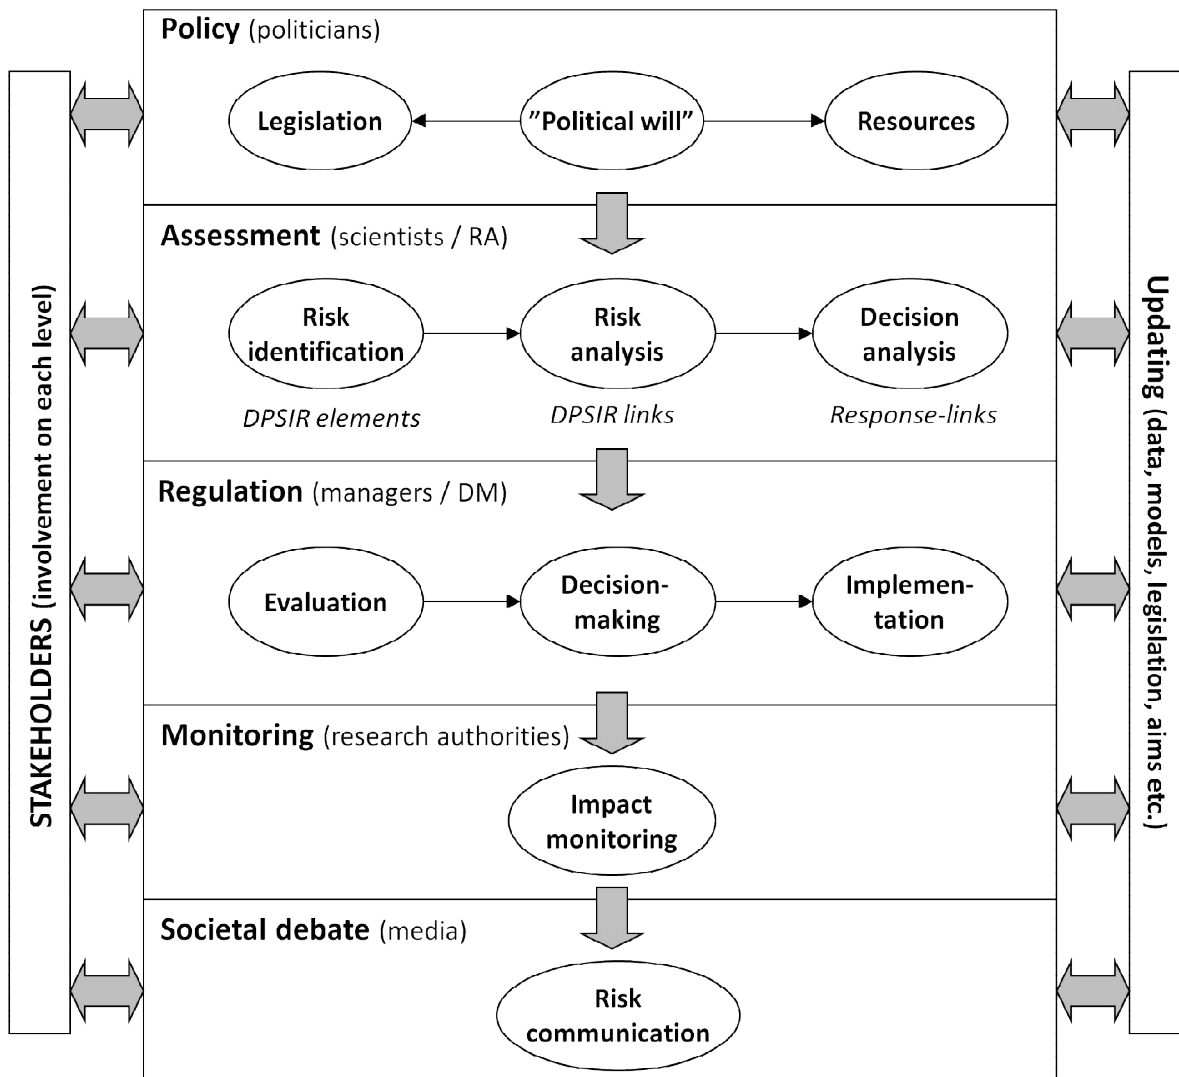 Policy (politicians)
Legislation
”Political will”
Resources
Assessment (scientists / RA)
Risk
identification
Risk
analysis
Decision
analysis
DPSIR elements
DPSIR links
Response-links
Regulation (managers / DM)
Evaluation
Decision-
making
Implemen-
tation
Monitoring (research authorities)
Impact
monitoring
Societal debate (media)
Risk
communication
STAKEHOLDERS (involvement on each level)
Updating (data, models, legislation, aims etc.)